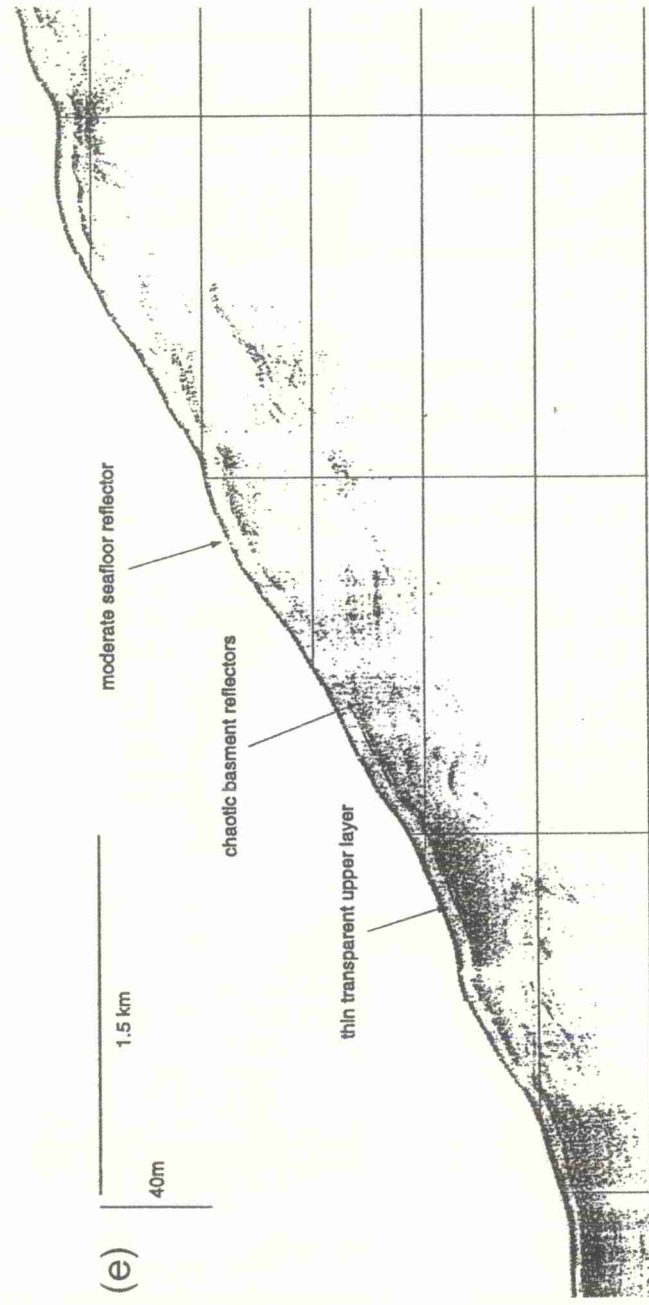 (e)
40m
1.5 km
moderate seafloor reflector
chaotic basment reflectors
thin transparent upper layer